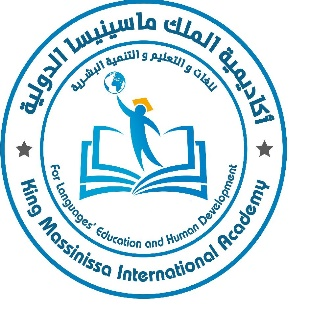 أكاديمية الملك ماسينيسا الدولية
للغات و التعليم و التنمية البشرية
For Languages' Education and Human Development
King Massinissa International Academy